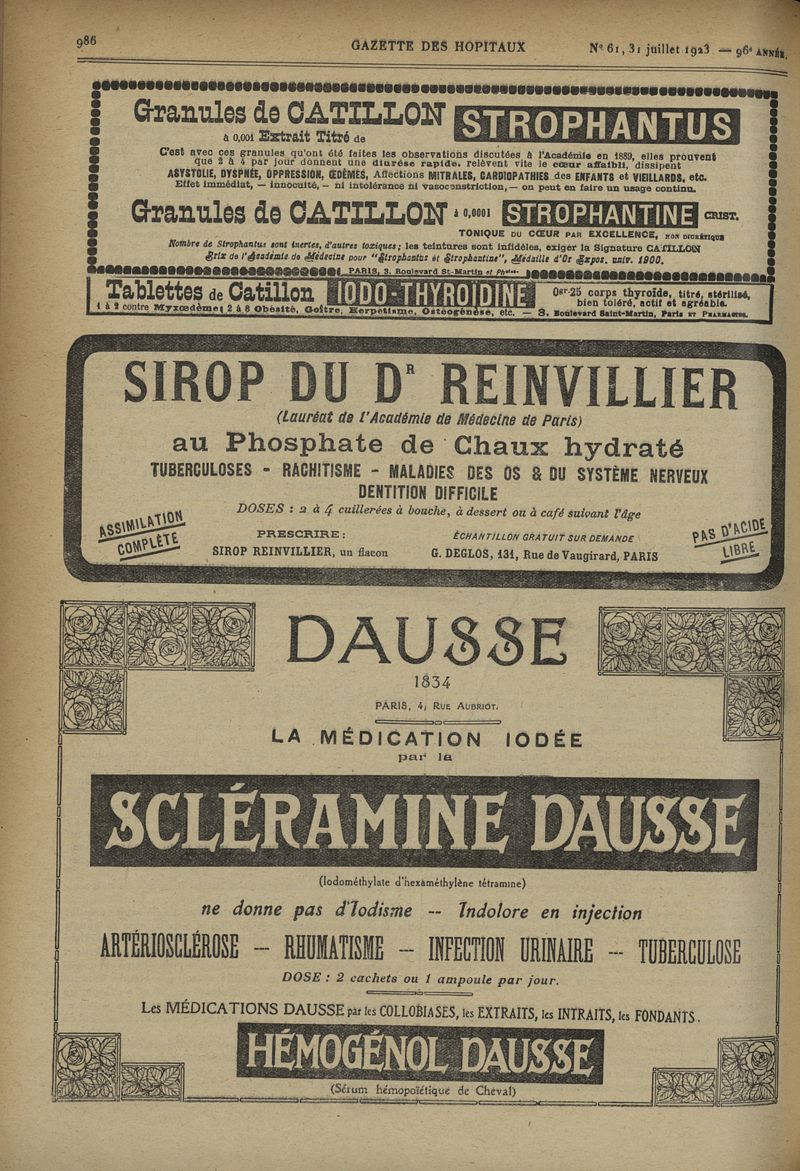 986
GAZETTE DES HOPITAUX
N° 61, 31 juillet 1923 — 96e ANNÉE.
Granules de CATILLON STROPHANTUS
à 0,001 Extrait Titré de
C'est avec ces granules qu'ont été faites les observations discutées à l'Académie en 1889, elles prouvent
que 2 à 4 par jour donnent une diurèse rapide, relèvent vite le cœur affaibli, dissipent
ASYSTOLIE, DYSPNÉE, OPPRESSION, ŒDÈMES, Affections MITRALES, CARDIOPATHIES des ENFANTS et VIEILLARDS, etc.
Effet immédiat, — innocuité, — ni intolérance ni vasoconstriction, — on peut en faire un usage continu.
Granules de CATILLON à 0,0001 STROPHANTINE CRIST.
TONIQUE DU CŒUR PAR EXCELLENCE, NON DIURÉTIQUE
Nombre de Strophantus sont inertes, d'autres toxiques; les teintures sont infidèles, exiger la Signature CATILLON
Prix de l'Académie de Médecine pour "Strophantus et Strophantine", Médaille d'Or Expos. univ. 1900.
PARIS, 3, Boulevard St-Martin et Phies.
Tablettes de Catillon IODO-THYROÏDINE
0gr.25 corps thyroïde, titré, stérilisé,
bien toléré, actif et agréable.
1 à 2 contre Myxœdème; 2 à 8 Obésité, Goître, Herpétisme, Ostéogénèse, etc. — 3, Boulevard Saint-Martin, Paris ET PHARMACIES.
SIROP DU DR REINVILLIER
(Lauréat de l'Académie de Médecine de Paris)
au Phosphate de Chaux hydraté
TUBERCULOSES - RACHITISME - MALADIES DES OS & DU SYSTÈME NERVEUX
DENTITION DIFFICILE
DOSES : 2 à 4 cuillerées à bouche, à dessert ou à café suivant l'âge
ASSIMILATION
COMPLÈTE
PRESCRIRE :
SIROP REINVILLIER, un flacon
ÉCHANTILLON GRATUIT SUR DEMANDE
G. DEGLOS, 131, Rue de Vaugirard, PARIS
PAS D'ACIDE
LIBRE
DAUSSE
1834
PARIS, 4, RUE AUBRIOT.
LA MÉDICATION IODÉE
par la
SCLÉRAMINE DAUSSE
(Iodométhylate d'hexaméthylène tétramine)
ne donne pas d'Iodisme -- Indolore en injection
ARTÉRIOSCLÉROSE -- RHUMATISME -- INFECTION URINAIRE -- TUBERCULOSE
DOSE : 2 cachets ou 1 ampoule par jour.
Les MÉDICATIONS DAUSSE par les COLLOBIASES, les EXTRAITS, les INTRAITS, les FONDANTS.
HÉMOGÉNOL DAUSSE
(Sérum hémopoïétique de Cheval)